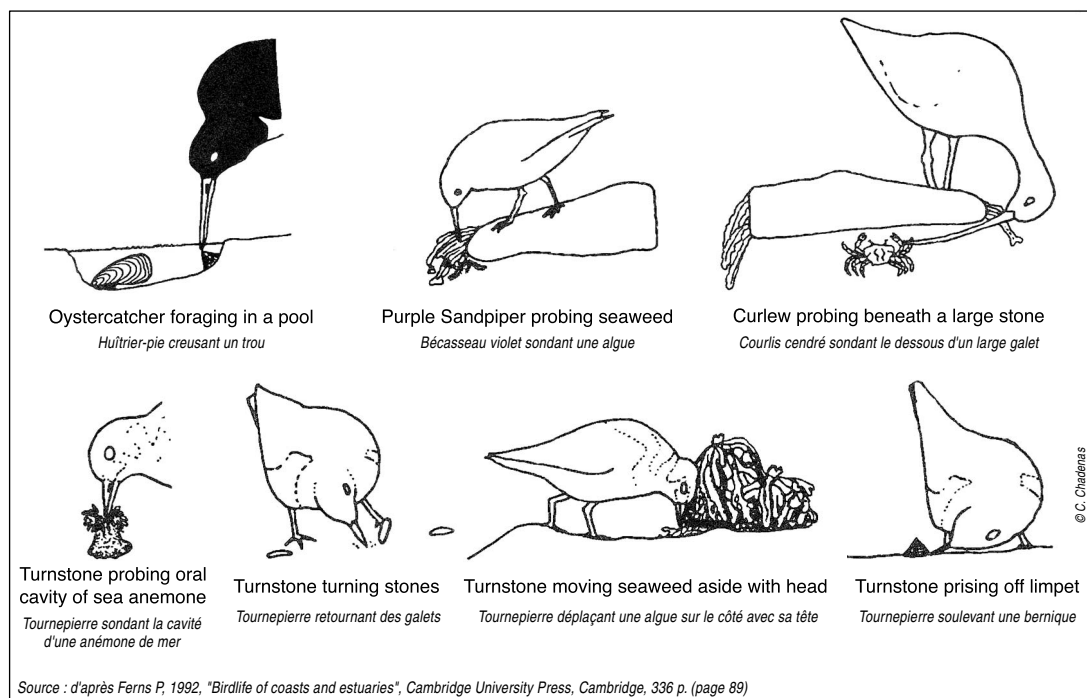 Oystercatcher foraging in a pool
Huîtrier-pie creusant un trou
Purple Sandpiper probing seaweed
Bécasseau violet sondant une algue
Curlew probing beneath a large stone
Courlis cendré sondant le dessous d'un large galet
Turnstone probing oral
cavity of sea anemone
Tournepierre sondant la cavité
d'une anémone de mer
Turnstone turning stones
Tournepierre retournant des galets
Turnstone moving seaweed aside with head
Tournepierre déplaçant une algue sur le côté avec sa tête
Turnstone prising off limpet
Tournepierre soulevant une bernique
© C. Chadenas
Source : d'après Ferns P, 1992, "Birdlife of coasts and estuaries", Cambridge University Press, Cambridge, 336 p. (page 89)